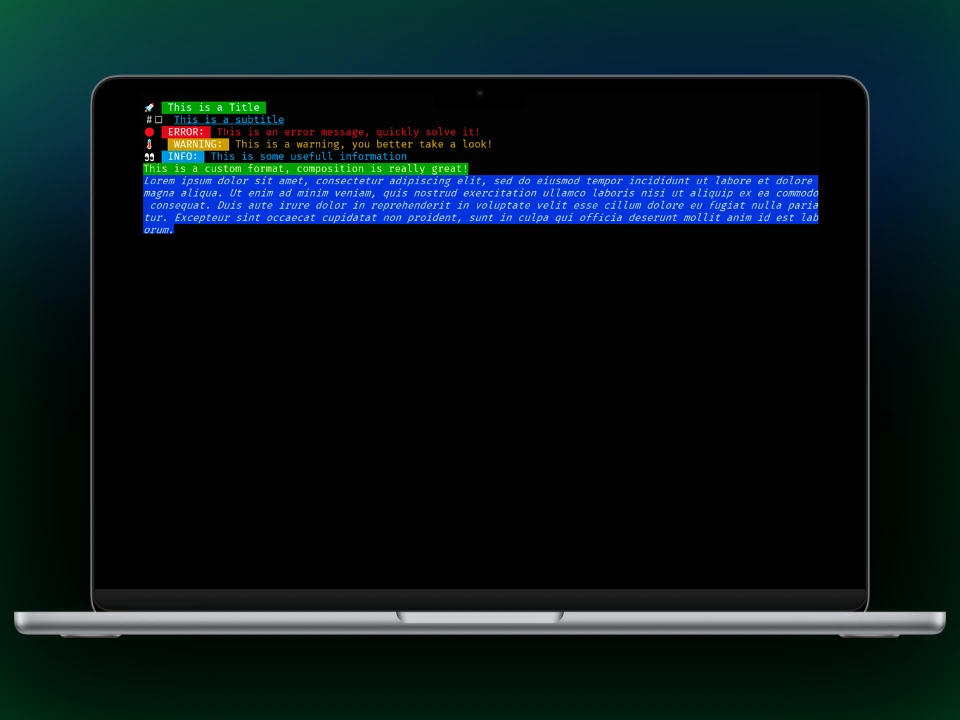 🚀 This is a Title
#□ This is a subtitle
🔴 ERROR: This is an error message, quickly solve it!
🌡 WARNING: This is a warning, you better take a look!
👀 INFO: This is some usefull information
This is a custom format, composition is really great!
Lorem ipsum dolor sit amet, consectetur adipiscing elit, sed do eiusmod tempor incididunt ut labore et dolore
magna aliqua. Ut enim ad minim veniam, quis nostrud exercitation ullamco laboris nisi ut aliquip ex ea commodo
consequat. Duis aute irure dolor in reprehenderit in voluptate velit esse cillum dolore eu fugiat nulla paria
tur. Excepteur sint occaecat cupidatat non proident, sunt in culpa qui officia deserunt mollit anim id est lab
orum.